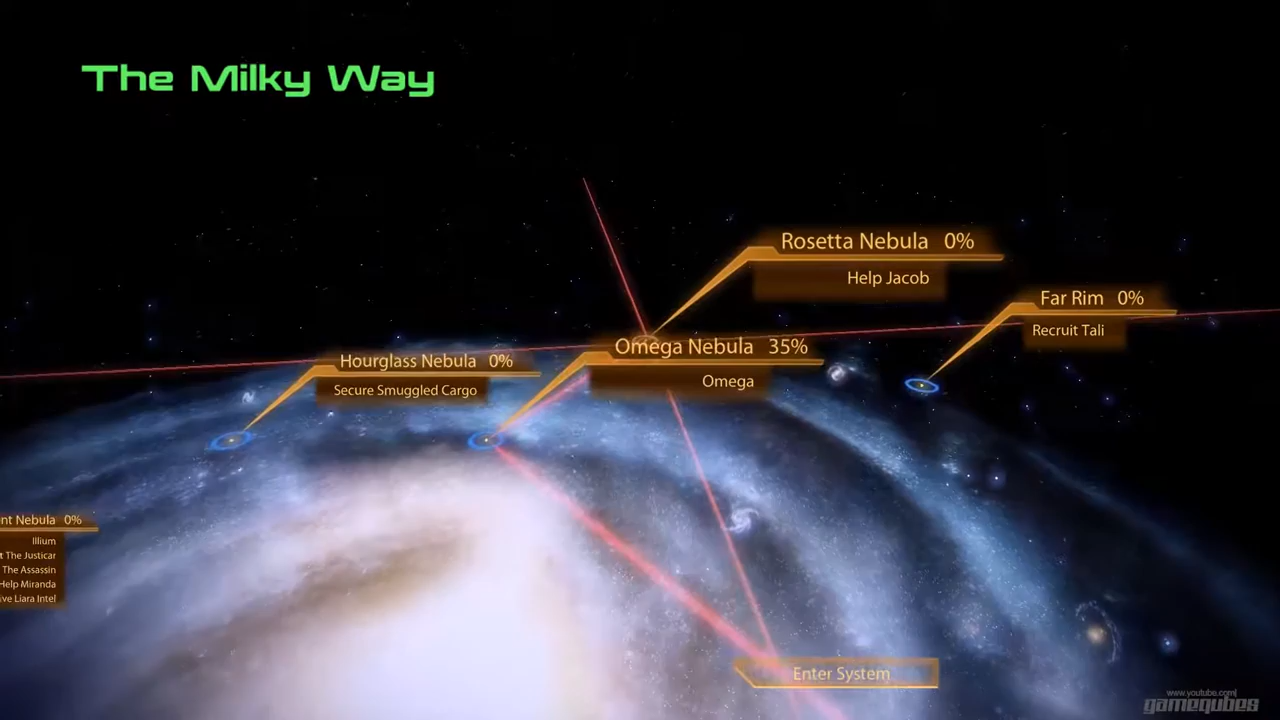 The Milky Way
Rosetta Nebula 0%
Help Jacob
Far Rim 0%
Recruit Tali
Omega Nebula 35%
Omega
Hourglass Nebula 0%
Secure Smuggled Cargo
nt Nebula 0%
Illium
t The Justicar
The Assassin
Help Miranda
ive Liara Intel
Enter System
www.youtube.com/
gamequbes